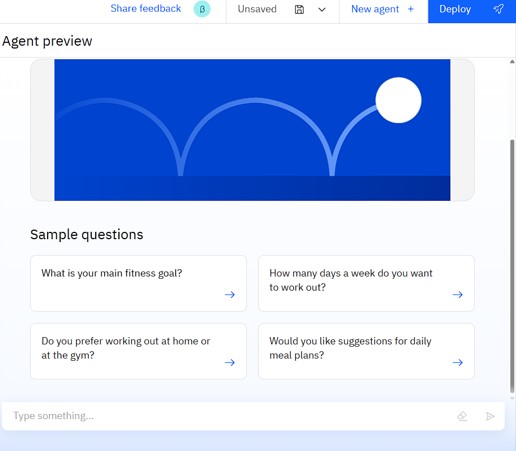 Share feedback β Unsaved New agent + Deploy
Agent preview
Sample questions
What is your main fitness goal?
How many days a week do you want
to work out?
Do you prefer working out at home or
at the gym?
Would you like suggestions for daily
meal plans?
Type something...